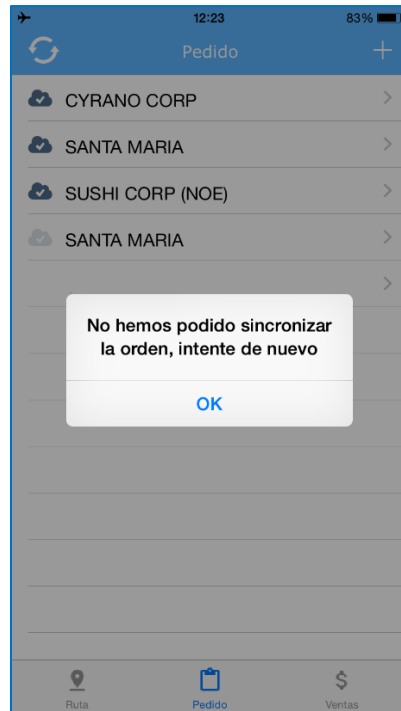 12:23
83%
Pedido
CYRANO CORP
SANTA MARIA
SUSHI CORP (NOE)
SANTA MARIA
No hemos podido sincronizar
la orden, intente de nuevo
OK
Ruta
Pedido
$
Ventas